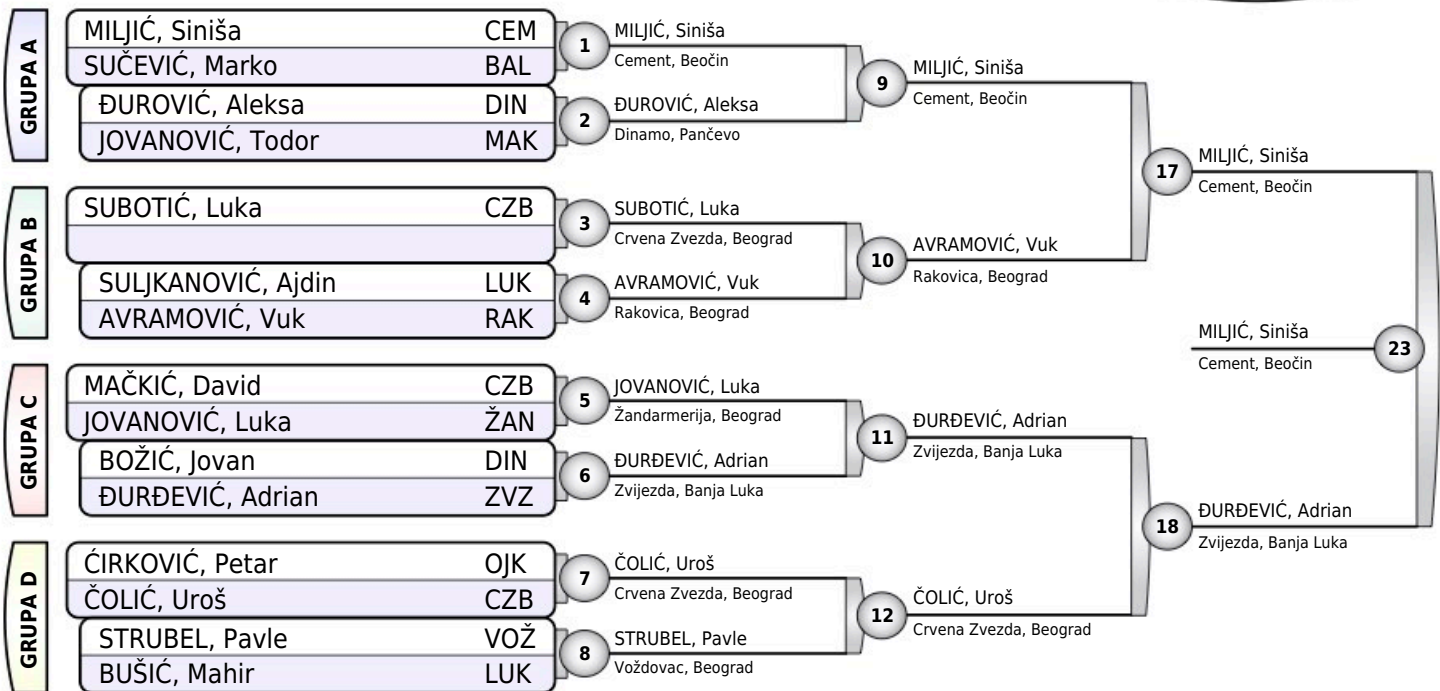 GRUPA A
MILJIĆ, Siniša CEM
SUČEVIĆ, Marko BAL
ĐUROVIĆ, Aleksa DIN
JOVANOVIĆ, Todor MAK
1
MILJIĆ, Siniša
Cement, Beočin
2
ĐUROVIĆ, Aleksa
Dinamo, Pančevo
9
MILJIĆ, Siniša
Cement, Beočin
GRUPA B
SUBOTIĆ, Luka CZB
SULJKANOVIĆ, Ajdin LUK
AVRAMOVIĆ, Vuk RAK
3
SUBOTIĆ, Luka
Crvena Zvezda, Beograd
4
AVRAMOVIĆ, Vuk
Rakovica, Beograd
10
AVRAMOVIĆ, Vuk
Rakovica, Beograd
17
MILJIĆ, Siniša
Cement, Beočin
GRUPA C
MAČKIĆ, David CZB
JOVANOVIĆ, Luka ŽAN
BOŽIĆ, Jovan DIN
ĐURĐEVIĆ, Adrian ZVZ
5
JOVANOVIĆ, Luka
Žandarmerija, Beograd
6
ĐURĐEVIĆ, Adrian
Zvijezda, Banja Luka
11
ĐURĐEVIĆ, Adrian
Zvijezda, Banja Luka
GRUPA D
ĆIRKOVIĆ, Petar OJK
ČOLIĆ, Uroš CZB
STRUBEL, Pavle VOŽ
BUŠIĆ, Mahir LUK
7
ČOLIĆ, Uroš
Crvena Zvezda, Beograd
8
STRUBEL, Pavle
Voždovac, Beograd
12
ČOLIĆ, Uroš
Crvena Zvezda, Beograd
18
ĐURĐEVIĆ, Adrian
Zvijezda, Banja Luka
MILJIĆ, Siniša
Cement, Beočin
23